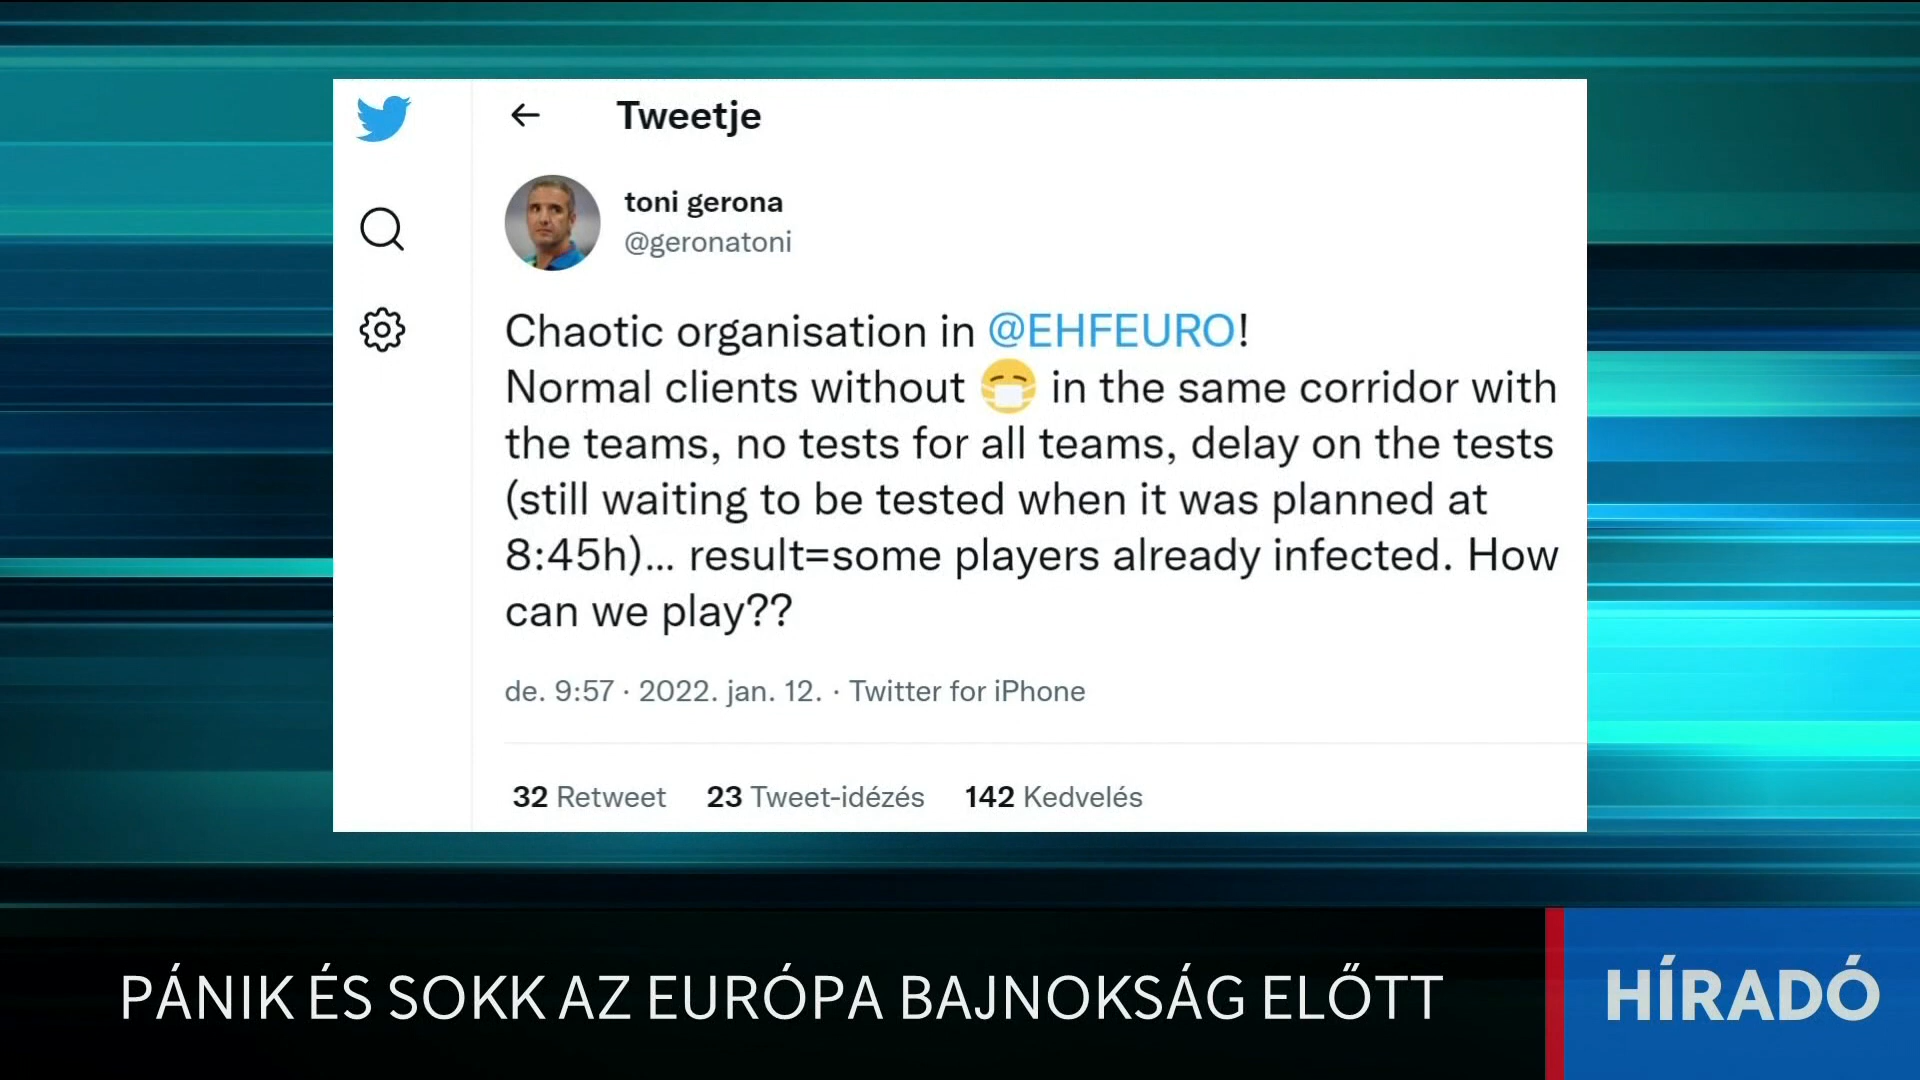 Tweetje
toni gerona
@geronatoni
Chaotic organisation in @EHFEURO!
Normal clients without 😷 in the same corridor with
the teams, no tests for all teams, delay on the tests
(still waiting to be tested when it was planned at
8:45h)... result=some players already infected. How
can we play??
de. 9:57 · 2022. jan. 12. · Twitter for iPhone
32 Retweet 23 Tweet-idézés 142 Kedvelés
PÁNIK ÉS SOKK AZ EURÓPA BAJNOKSÁG ELŐTT
HÍRADÓ